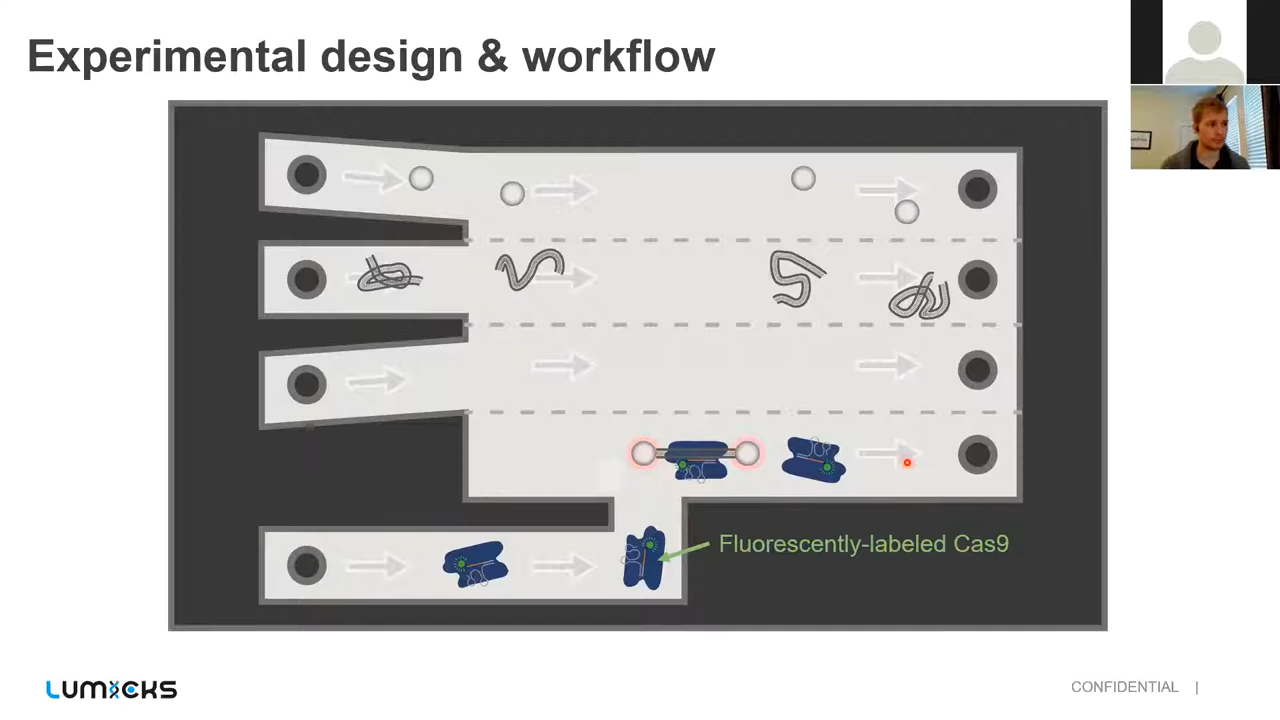 Experimental design & workflow
Fluorescently-labeled Cas9
LUMICKS
CONFIDENTIAL |